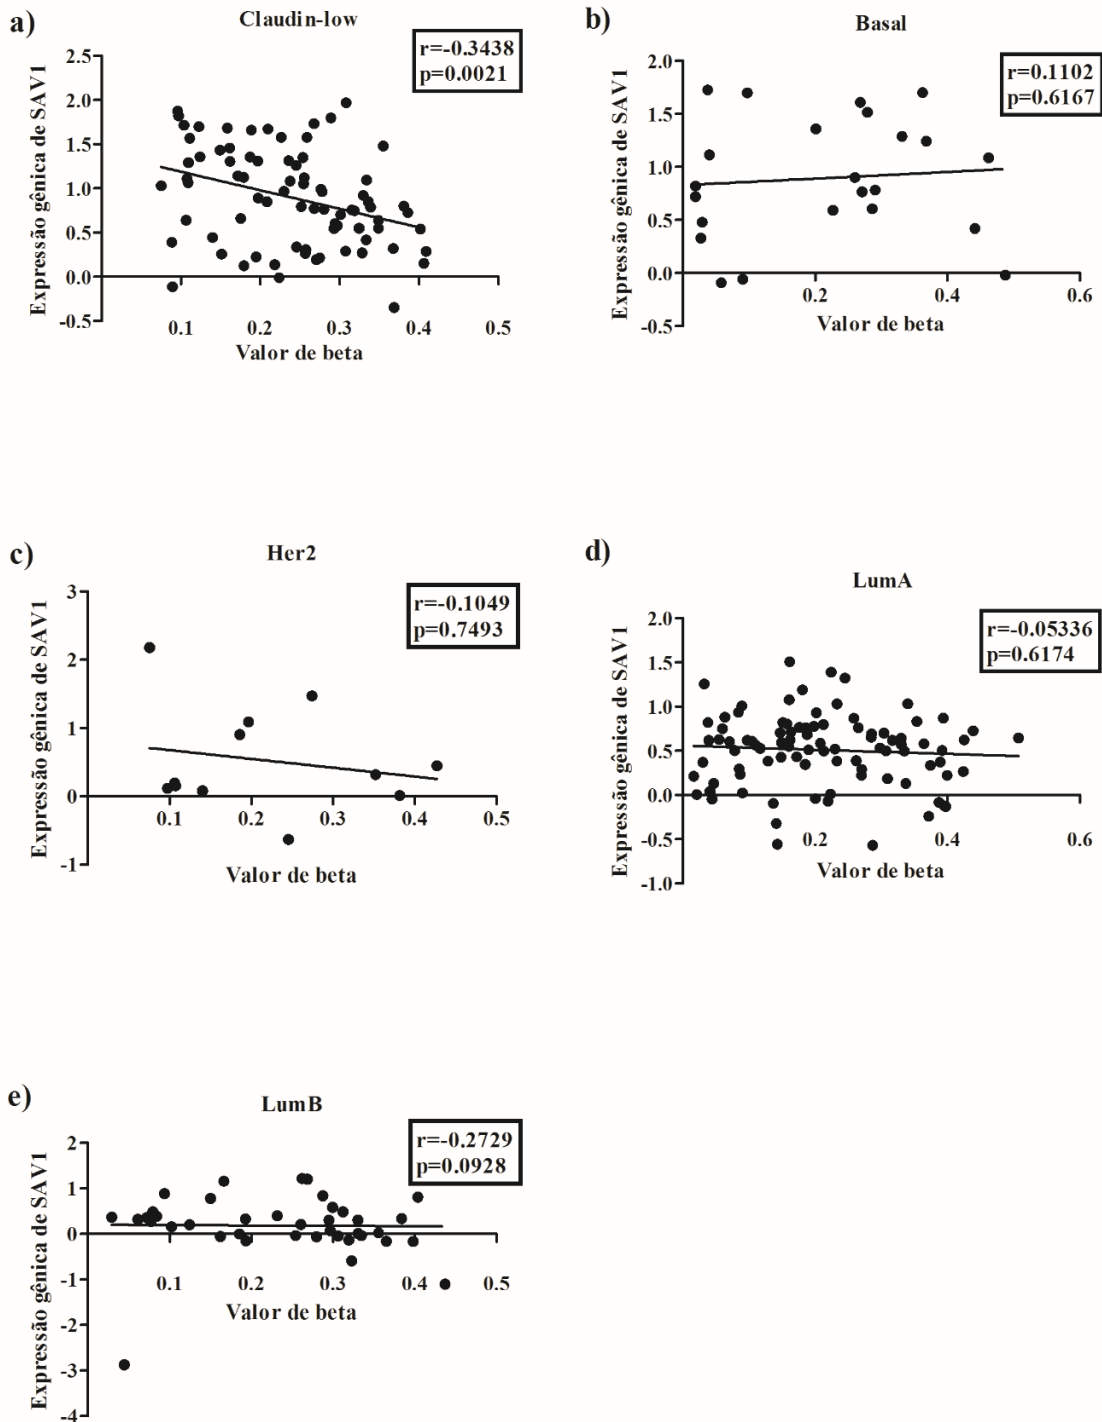 a)
Claudin-low
r=-0.3438
p=0.0021
Expressão gênica de SAV1
2.5
2.0
1.5
1.0
0.5
0.0
-0.5
0.1 0.2 0.3 0.4 0.5
Valor de beta
b)
Basal
r=0.1102
p=0.6167
Expressão gênica de SAV1
2.0
1.5
1.0
0.5
0.0
-0.5
0.2 0.4 0.6
Valor de beta
c)
Her2
r=-0.1049
p=0.7493
Expressão gênica de SAV1
3
2
1
0
-1
0.1 0.2 0.3 0.4 0.5
Valor de beta
d)
LumA
r=-0.05336
p=0.6174
Expressão gênica de SAV1
2.0
1.5
1.0
0.5
0.0
-0.5
-1.0
0.2 0.4 0.6
Valor de beta
e)
LumB
r=-0.2729
p=0.0928
Expressão gênica de SAV1
2
1
0
-1
-2
-3
-4
0.1 0.2 0.3 0.4 0.5
Valor de beta